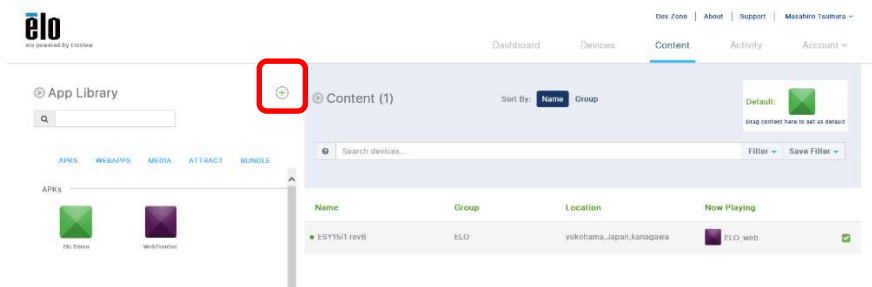 elo
elo powered by EloView
Dev Zone | About | Support | Masahiro Tsumura
Dashboard Devices Content Activity Account
App Library
Content (1)
Sort By: Name Group
Default:
Drag content here to set as default
Search devices...
Filter Save Filter
APKS WEBAPPS MEDIA ATTRACT BUNDLE
APKs
Elo Demo
WebFrontier
Name Group Location Now Playing
ESY15i1 revB ELO yokohama,Japan,kanagawa ELO_web